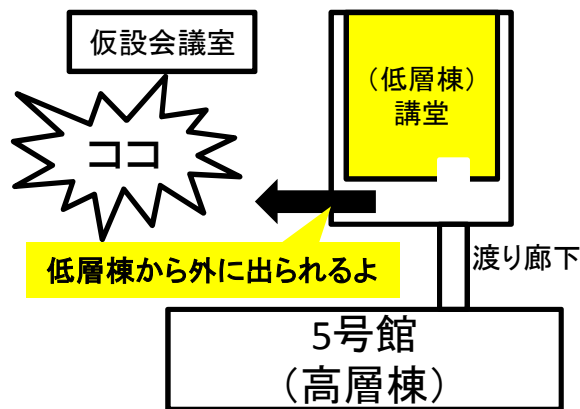 仮設会議室
（低層棟）
講堂
ココ
低層棟から外に出られるよ
渡り廊下
5号館
（高層棟）